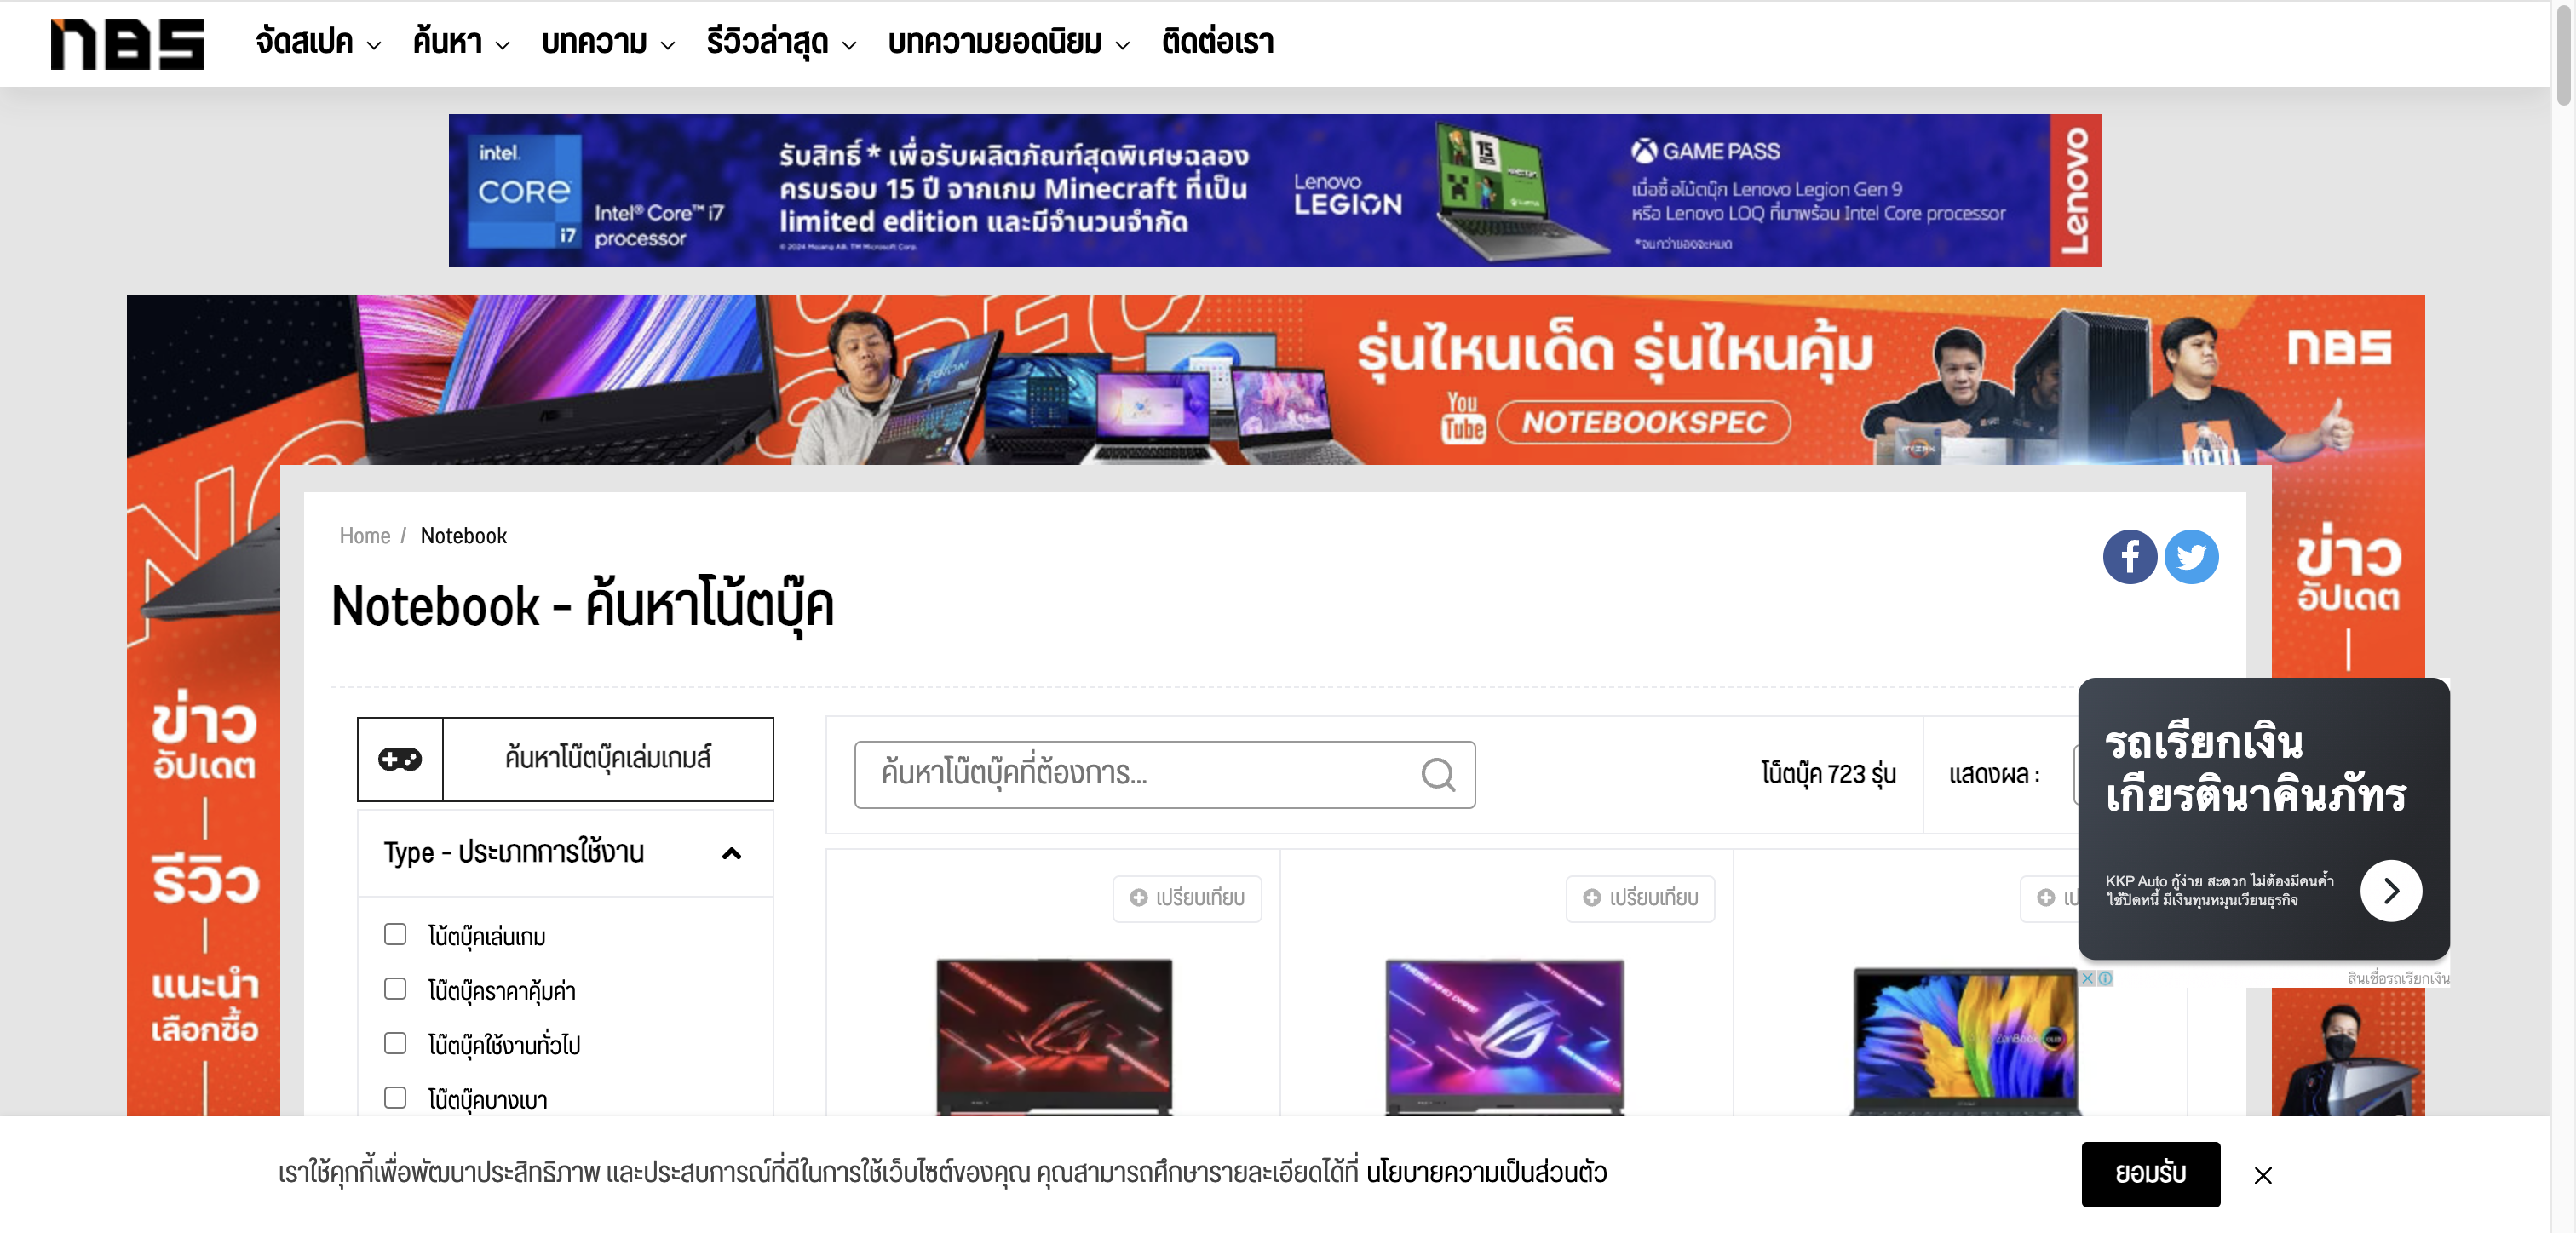 NBS
จัดสเปค
ค้นหา
บทความ
รีวิวล่าสุด
บทความยอดนิยม
ติดต่อเรา
intel.
CORE
i7
Intel® Core™ i7
processor
รับสิทธิ์ * เพื่อรับผลิตภัณฑ์สุดพิเศษฉลอง
ครบรอบ 15 ปี จากเกม Minecraft ที่เป็น
limited edition และมีจำนวนจำกัด
© 2024 Mojang AB. TM Microsoft Corp.
Lenovo
LEGION
15
GAME PASS
เมื่อซื้อโน้ตบุ๊ก Lenovo Legion Gen 9
หรือ Lenovo LOQ ที่มาพร้อม Intel Core processor
*จนกว่าของจะหมด
Lenovo
รุ่นไหนเด็ด รุ่นไหนคุ้ม
You
Tube
NOTEBOOKSPEC
NBS
LEGION
RYZEN
ข่าว
อัปเดต
รีวิว
แนะนำ
เลือกซื้อ
Home / Notebook
Notebook - ค้นหาโน้ตบุ๊ค
ข่าว
อัปเดต
ค้นหาโน๊ตบุ๊คเล่มเกมส์
ค้นหาโน๊ตบุ๊คที่ต้องการ...
โน็ตบุ๊ค 723 รุ่น
แสดงผล :
Type - ประเภทการใช้งาน
โน้ตบุ๊คเล่นเกม
โน๊ตบุ๊คราคาคุ้มค่า
โน๊ตบุ๊คใช้งานทั่วไป
โน๊ตบุ๊คบางเบา
เปรียบเทียบ
เปรียบเทียบ
รถเรียกเงิน
เกียรตินาคินภัทร
KKP Auto กู้ง่าย สะดวก ไม่ต้องมีคนค้ำ
ใช้ปิดหนี้ มีเงินทุนหมุนเวียนธุรกิจ
สินเชื่อรถเรียกเงิน
เราใช้คุกกี้เพื่อพัฒนาประสิทธิภาพ และประสบการณ์ที่ดีในการใช้เว็บไซต์ของคุณ คุณสามารถศึกษารายละเอียดได้ที่ นโยบายความเป็นส่วนตัว
ยอมรับ